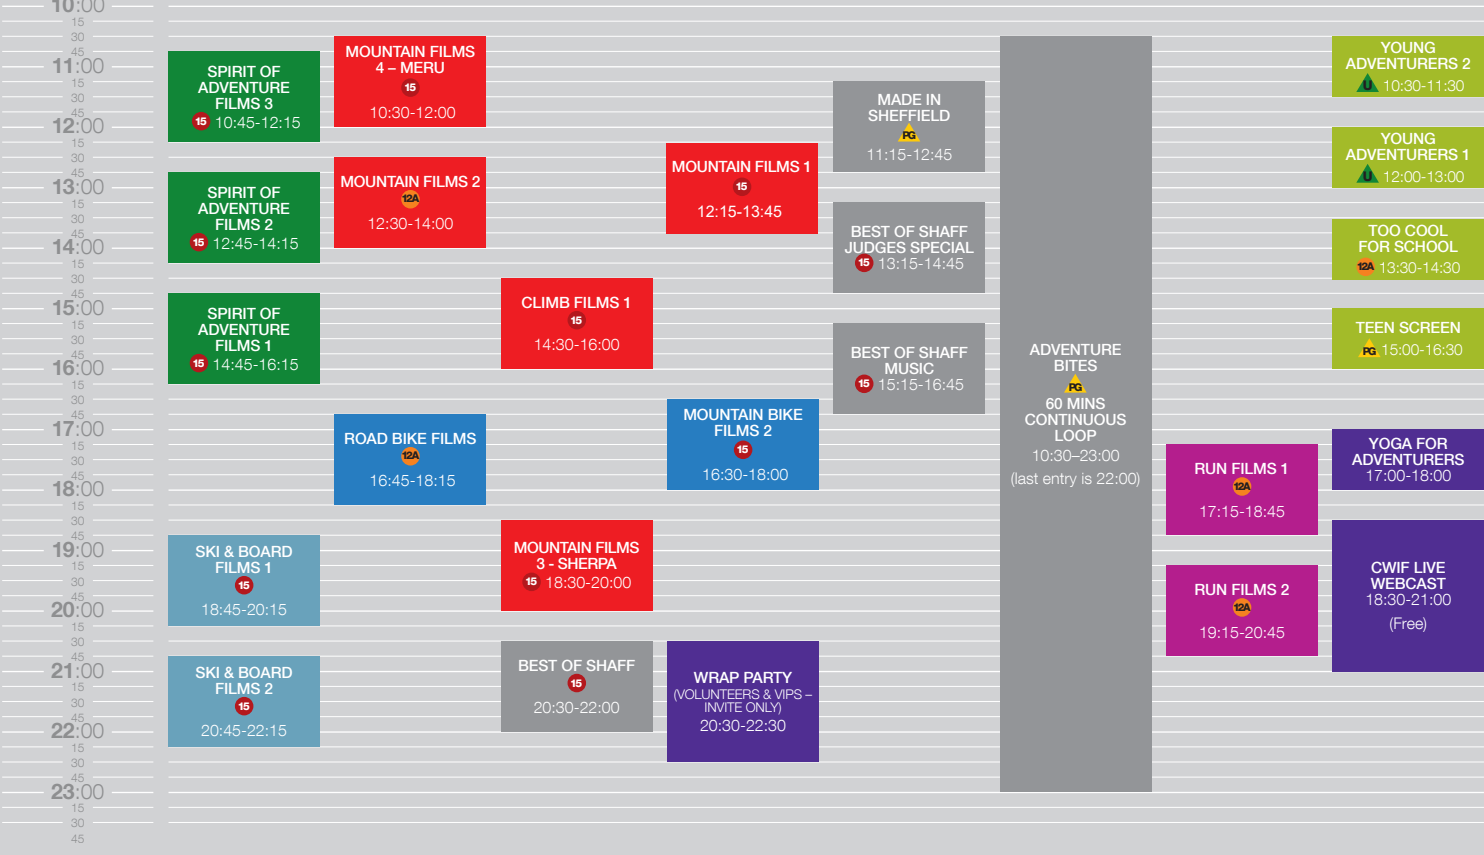 10:00
15
30
45
11:00
15
30
45
12:00
15
30
45
13:00
15
30
45
14:00
15
30
45
15:00
15
30
45
16:00
15
30
45
17:00
15
30
45
18:00
15
30
45
19:00
15
30
45
20:00
15
30
45
21:00
15
30
45
22:00
15
30
45
23:00
15
30
45
SPIRIT OF
ADVENTURE
FILMS 3
15 10:45-12:15
SPIRIT OF
ADVENTURE
FILMS 2
15 12:45-14:15
SPIRIT OF
ADVENTURE
FILMS 1
15 14:45-16:15
SKI & BOARD
FILMS 1
15
18:45-20:15
SKI & BOARD
FILMS 2
15
20:45-22:15
MOUNTAIN FILMS
4 – MERU
15
10:30-12:00
MOUNTAIN FILMS 2
12A
12:30-14:00
ROAD BIKE FILMS
12A
16:45-18:15
CLIMB FILMS 1
15
14:30-16:00
MOUNTAIN FILMS
3 - SHERPA
15 18:30-20:00
BEST OF SHAFF
15
20:30-22:00
MOUNTAIN FILMS 1
15
12:15-13:45
MOUNTAIN BIKE
FILMS 2
15
16:30-18:00
WRAP PARTY
(VOLUNTEERS & VIPS –
INVITE ONLY)
20:30-22:30
MADE IN
SHEFFIELD
PG
11:15-12:45
BEST OF SHAFF
JUDGES SPECIAL
15 13:15-14:45
BEST OF SHAFF
MUSIC
15 15:15-16:45
ADVENTURE
BITES
PG
60 MINS
CONTINUOUS
LOOP
10:30–23:00
(last entry is 22:00)
RUN FILMS 1
12A
17:15-18:45
RUN FILMS 2
12A
19:15-20:45
YOUNG
ADVENTURERS 2
U 10:30-11:30
YOUNG
ADVENTURERS 1
U 12:00-13:00
TOO COOL
FOR SCHOOL
12A 13:30-14:30
TEEN SCREEN
PG 15:00-16:30
YOGA FOR
ADVENTURERS
17:00-18:00
CWIF LIVE
WEBCAST
18:30-21:00
(Free)